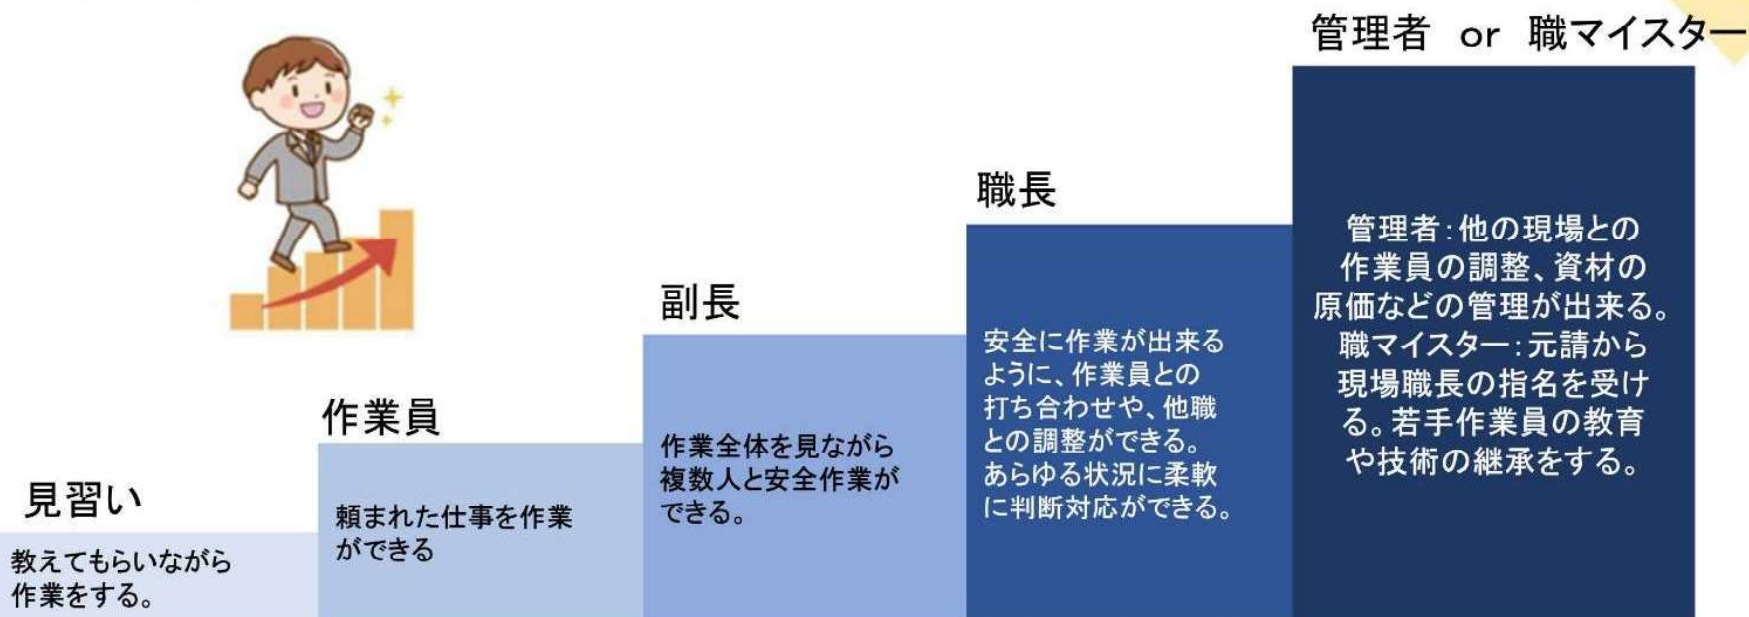 見習い
教えてもらいながら
作業をする。
作業員
頼まれた仕事を作業
ができる
副長
作業全体を見ながら
複数人と安全作業が
できる。
職長
安全に作業が出来る
ように、作業員との
打ち合わせや、他職
との調整ができる。
あらゆる状況に柔軟
に判断対応ができる。
管理者 or 職マイスター
管理者:他の現場との
作業員の調整、資材の
原価などの管理が出来る。
職マイスター:元請から
現場職長の指名を受け
る。若手作業員の教育
や技術の継承をする。